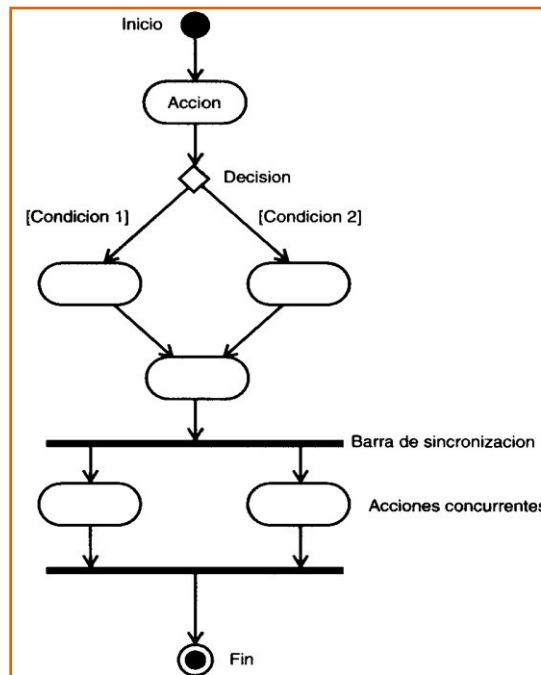 Inicio
Accion
Decision
[Condicion 1]
[Condicion 2]
Barra de sincronizacion
Acciones concurrentes
Fin